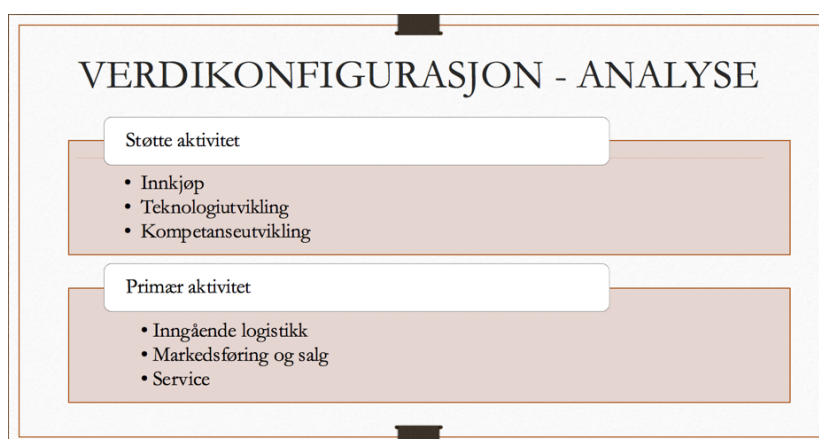 VERDIKONFIGURASJON - ANALYSE
Støtte aktivitet
• Innkjøp
• Teknologiutvikling
• Kompetanseutvikling
Primær aktivitet
• Inngående logistikk
• Markedsføring og salg
• Service